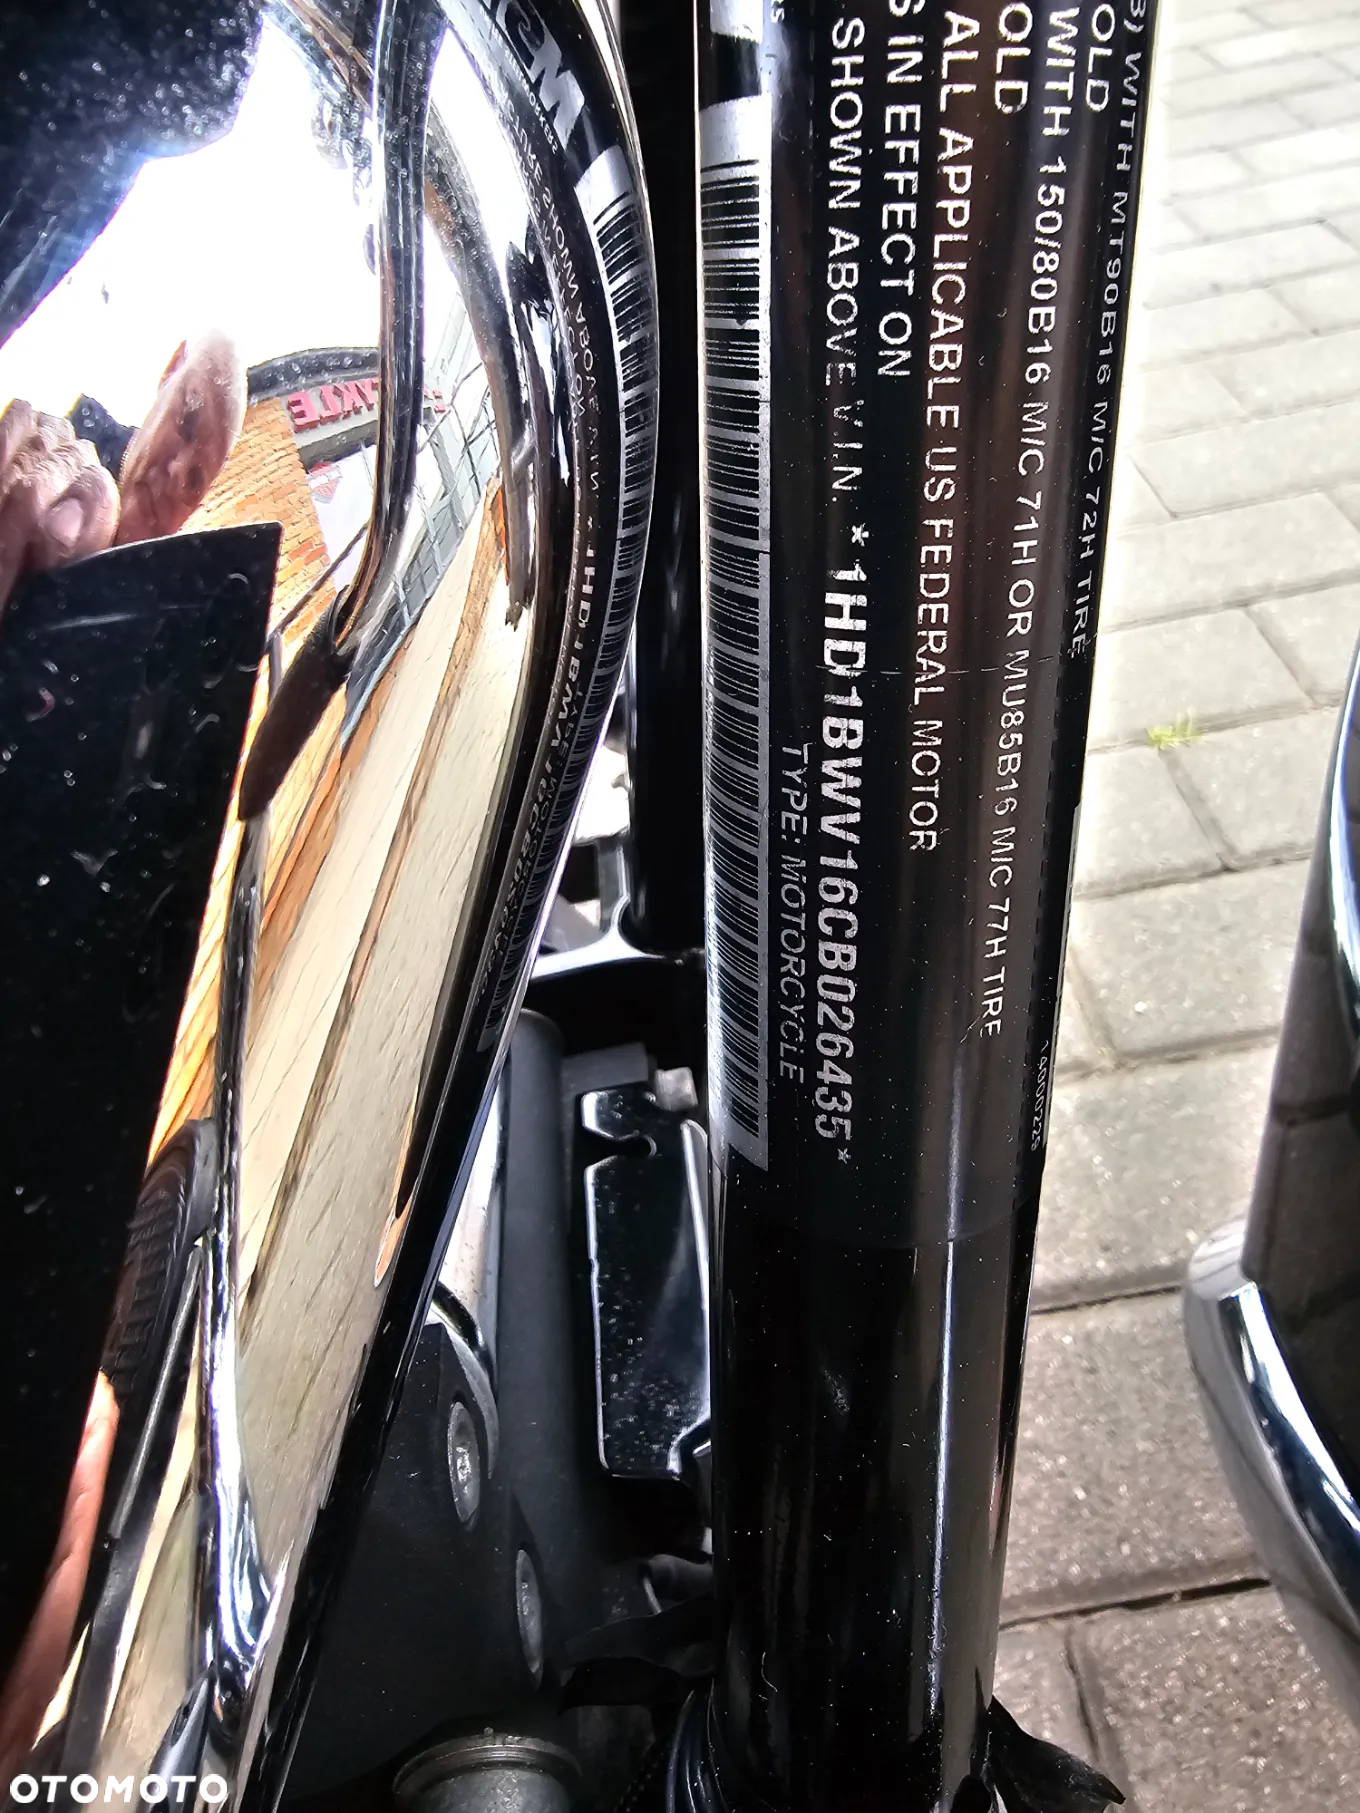 B) WITH MT90B16 M/C 72H TIRE
OLD
WITH 150/80B16 M/C 71H OR MU85B16 M/C 77H TIRE
OLD
ALL APPLICABLE US FEDERAL MOTOR
S IN EFFECT ON
SHOWN ABOVE V.I.N. *1HD1BWV16CB026435*
TYPE: MOTORCYCLE
OTOMOTO